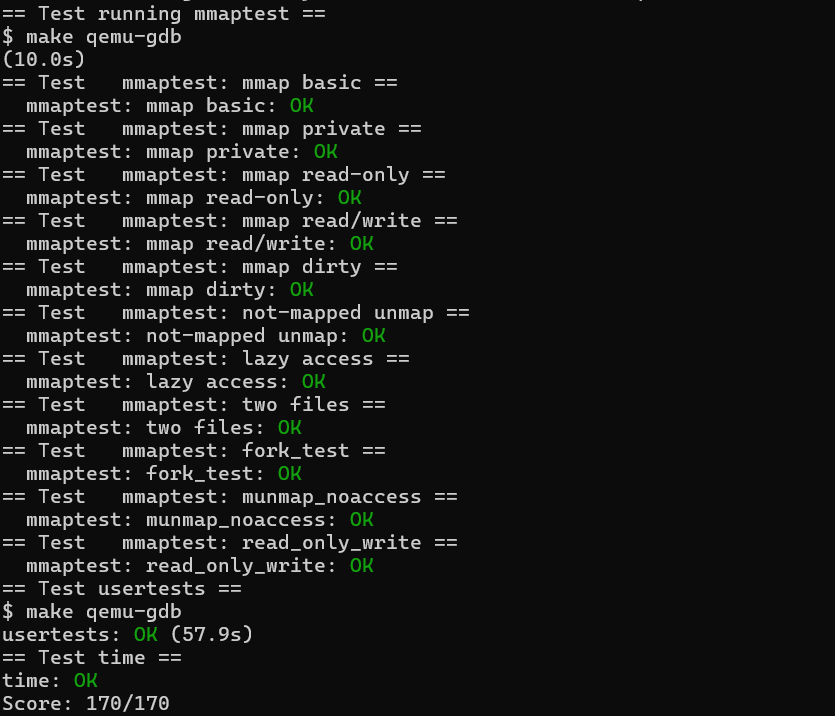 == Test running mmaptest ==
$ make qemu-gdb
(10.0s)
== Test   mmaptest: mmap basic ==
  mmaptest: mmap basic: OK
== Test   mmaptest: mmap private ==
  mmaptest: mmap private: OK
== Test   mmaptest: mmap read-only ==
  mmaptest: mmap read-only: OK
== Test   mmaptest: mmap read/write ==
  mmaptest: mmap read/write: OK
== Test   mmaptest: mmap dirty ==
  mmaptest: mmap dirty: OK
== Test   mmaptest: not-mapped unmap ==
  mmaptest: not-mapped unmap: OK
== Test   mmaptest: lazy access ==
  mmaptest: lazy access: OK
== Test   mmaptest: two files ==
  mmaptest: two files: OK
== Test   mmaptest: fork_test ==
  mmaptest: fork_test: OK
== Test   mmaptest: munmap_noaccess ==
  mmaptest: munmap_noaccess: OK
== Test   mmaptest: read_only_write ==
  mmaptest: read_only_write: OK
== Test usertests ==
$ make qemu-gdb
usertests: OK (57.9s)
== Test time ==
time: OK
Score: 170/170